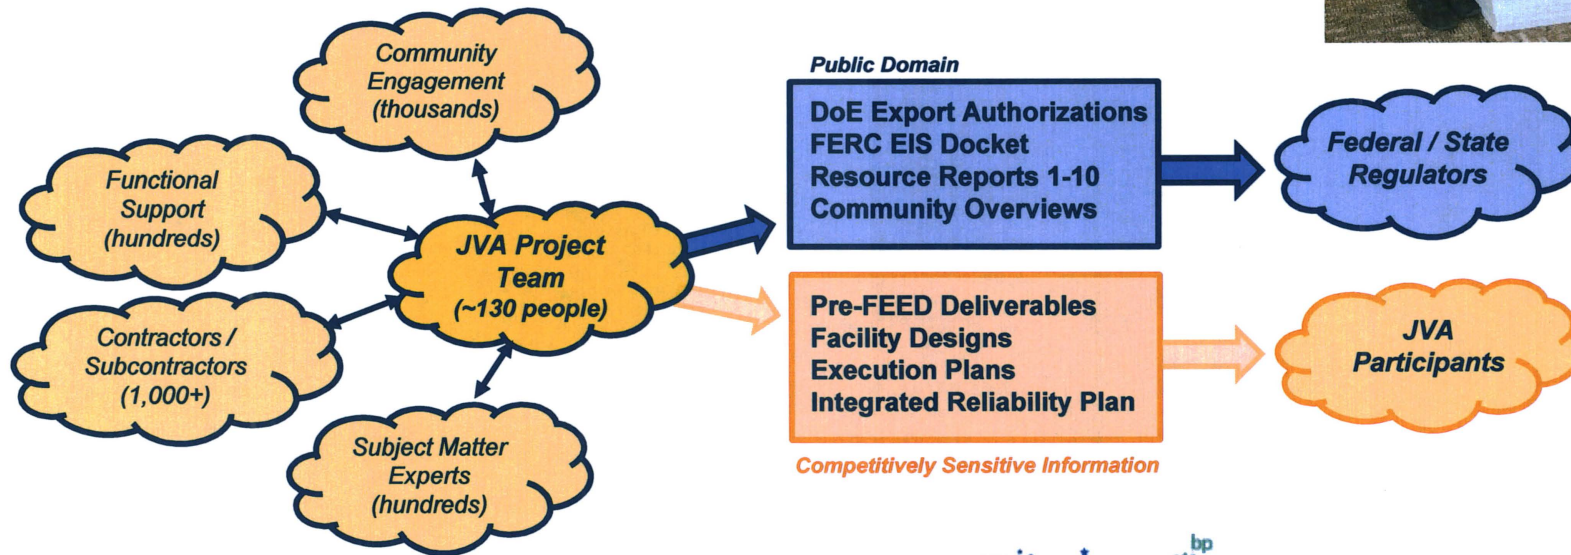 Community
Engagement
(thousands)
Functional
Support
(hundreds)
JVA Project
Team
(~130 people)
Contractors /
Subcontractors
(1,000+)
Subject Matter
Experts
(hundreds)
Public Domain
DoE Export Authorizations
FERC EIS Docket
Resource Reports 1-10
Community Overviews
Federal / State
Regulators
Pre-FEED Deliverables
Facility Designs
Execution Plans
Integrated Reliability Plan
Competitively Sensitive Information
JVA
Participants
bp